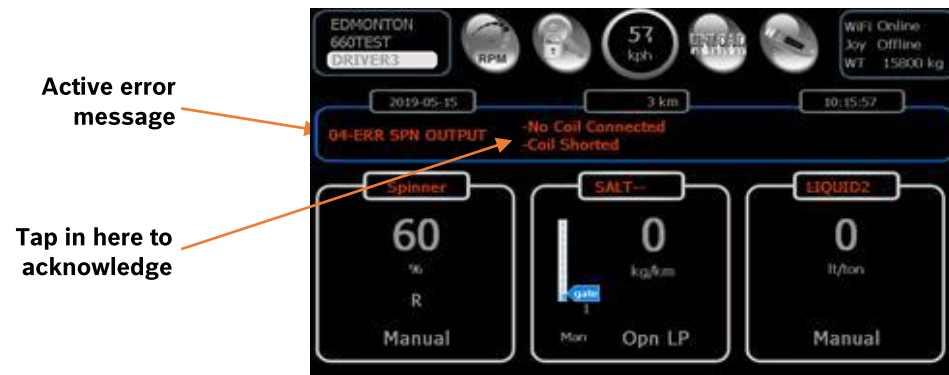 EDMONTON
660TEST
DRIVER3
RPM
57
kph
UNLOAD
WiFi Online
Joy Offline
WT 15800 kg
Active error
message
2019-05-15
3 km
10:15:57
04-ERR SPN OUTPUT
-No Coil Connected
-Coil Shorted
Tap in here to
acknowledge
Spinner
60
%
R
Manual
SALT--
0
kg/km
gate
1
Man Opn LP
LIQUID2
0
lt/ton
Manual